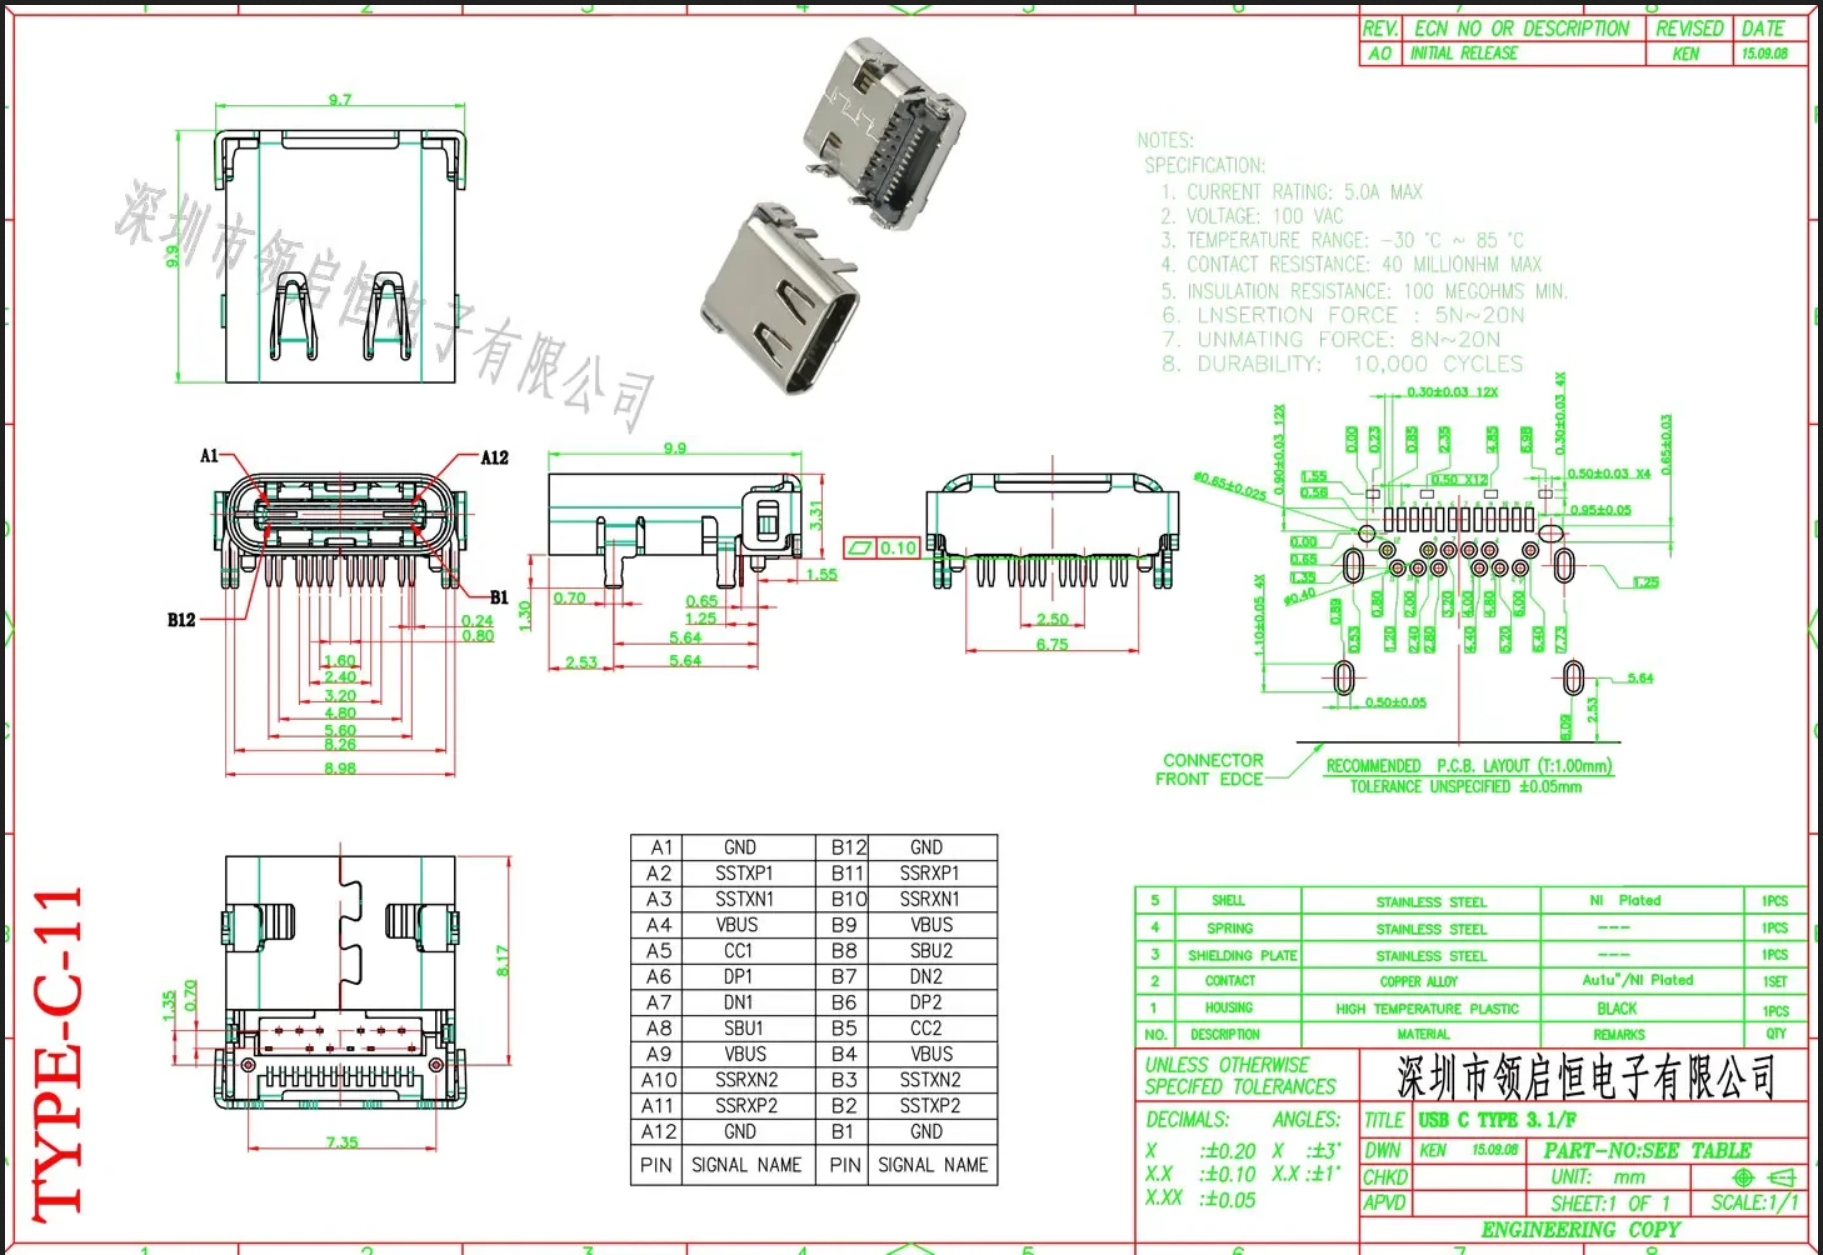 REV. ECN NO OR DESCRIPTION REVISED DATE
AO INITIAL RELEASE KEN 15.09.08
NOTES:
SPECIFICATION:
1. CURRENT RATING: 5.0A MAX
2. VOLTAGE: 100 VAC
3. TEMPERATURE RANGE: -30 °C ~ 85 °C
4. CONTACT RESISTANCE: 40 MILLIONHM MAX
5. INSULATION RESISTANCE: 100 MEGOHMS MIN.
6. LNSERTION FORCE : 5N~20N
7. UNMATING FORCE: 8N~20N
8. DURABILITY: 10,000 CYCLES
9.7
9.9
深圳市领启恒电子有限公司
A1
A12
B12
B1
0.24
0.80
1.60
2.40
3.20
4.80
5.60
8.26
8.98
9.9
3.31
1.55
1.30
0.70
0.65
1.25
5.64
2.53 5.64
0.10
2.50
6.75
0.30±0.03 12X
0.90±0.03 12X
0.30±0.03 4X
0.65±0.03
0.00
0.23
0.85
2.35
4.85
1.55
0.56
0.50 X12
0.50±0.03 X4
Ø0.65±0.025
0.95±0.05
0.00
0.65
1.35
Ø0.40
1.25
1.10±0.05 4X
0.89
0.53
0.80
1.20
2.00
2.40
2.80
3.20
4.00
4.40
4.80
5.20
6.00
6.40
7.73
0.50±0.05
5.64
2.53
CONNECTOR
FRONT EDGE
RECOMMENDED P.C.B. LAYOUT (T:1.00mm)
TOLERANCE UNSPECIFIED ±0.05mm
8.17
1.35
0.70
7.35
TYPE-C-11
A1 GND B12 GND
A2 SSTXP1 B11 SSRXP1
A3 SSTXN1 B10 SSRXN1
A4 VBUS B9 VBUS
A5 CC1 B8 SBU2
A6 DP1 B7 DN2
A7 DN1 B6 DP2
A8 SBU1 B5 CC2
A9 VBUS B4 VBUS
A10 SSRXN2 B3 SSTXN2
A11 SSRXP2 B2 SSTXP2
A12 GND B1 GND
PIN SIGNAL NAME PIN SIGNAL NAME
5 SHELL STAINLESS STEEL NI Plated 1PCS
4 SPRING STAINLESS STEEL --- 1PCS
3 SHIELDING PLATE STAINLESS STEEL --- 1PCS
2 CONTACT COPPER ALLOY Au1u"/NI Plated 1SET
1 HOUSING HIGH TEMPERATURE PLASTIC BLACK 1PCS
NO. DESCRIPTION MATERIAL REMARKS QTY
UNLESS OTHERWISE
SPECIFED TOLERANCES
DECIMALS: ANGLES:
X :±0.20 X :±3°
X.X :±0.10 X.X :±1°
X.XX :±0.05
深圳市领启恒电子有限公司
TITLE USB C TYPE 3.1/F
DWN KEN 15.09.08 PART-NO:SEE TABLE
CHKD UNIT: mm
APVD SHEET:1 OF 1 SCALE:1/1
ENGINEERING COPY